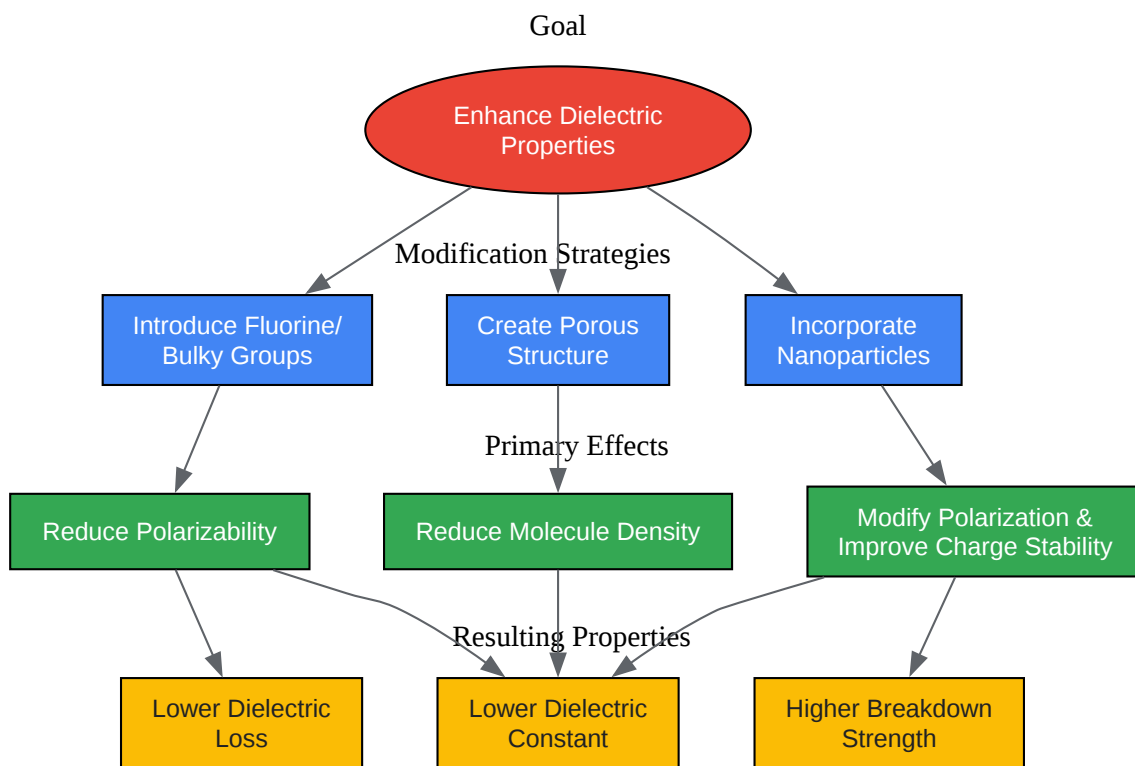 Goal
Enhance Dielectric
Properties
Modification Strategies
Introduce Fluorine/
Bulky Groups
Create Porous
Structure
Incorporate
Nanoparticles
Primary Effects
Reduce Polarizability
Reduce Molecule Density
Modify Polarization &
Improve Charge Stability
Resulting Properties
Lower Dielectric
Loss
Lower Dielectric
Constant
Higher Breakdown
Strength